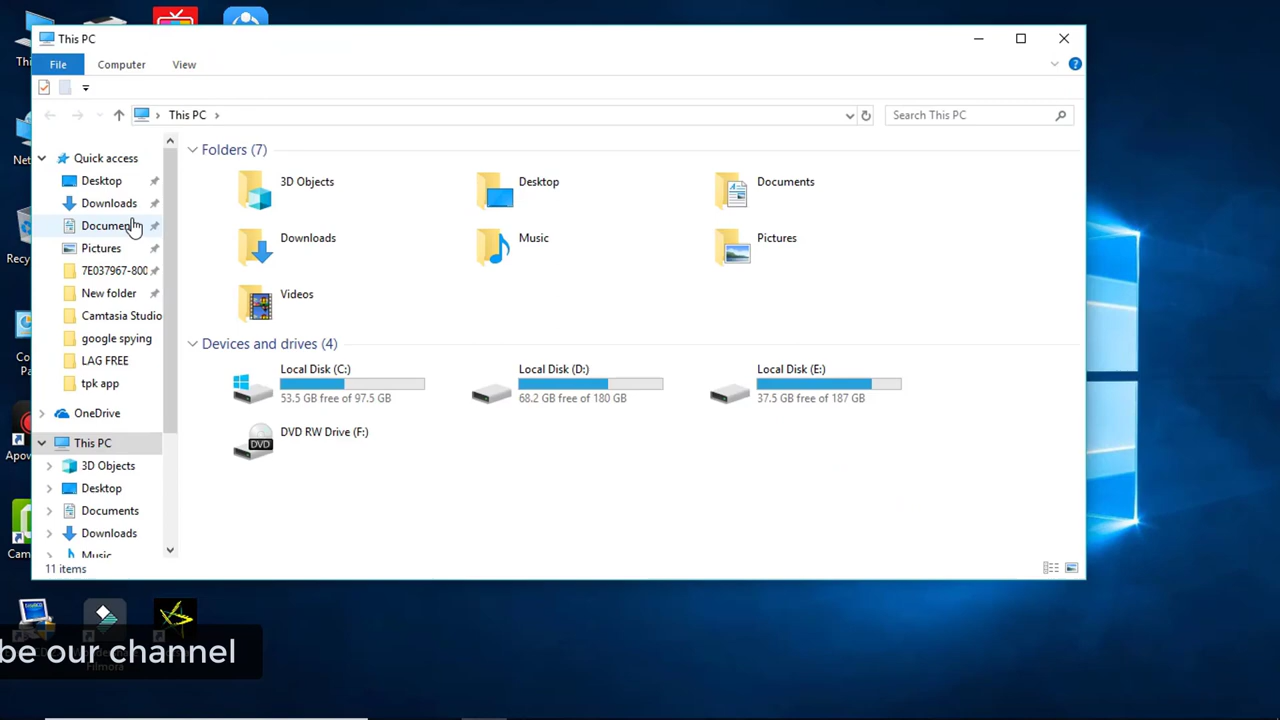 This PC
File
Computer
View
This PC
Search This PC
Quick access
Desktop
Downloads
Pictures
7E037967-800
New folder
Camtasia Studio
google spying
LAG FREE
tpk app
OneDrive
This PC
3D Objects
Desktop
Documents
Downloads
Music
Folders (7)
3D Objects
Desktop
Documents
Downloads
Music
Pictures
Videos
Devices and drives (4)
Local Disk (C:)
53.5 GB free of 97.5 GB
Local Disk (D:)
68.2 GB free of 180 GB
Local Disk (E:)
37.5 GB free of 187 GB
DVD RW Drive (F:)
DVD
11 items
be our channel
Filmora